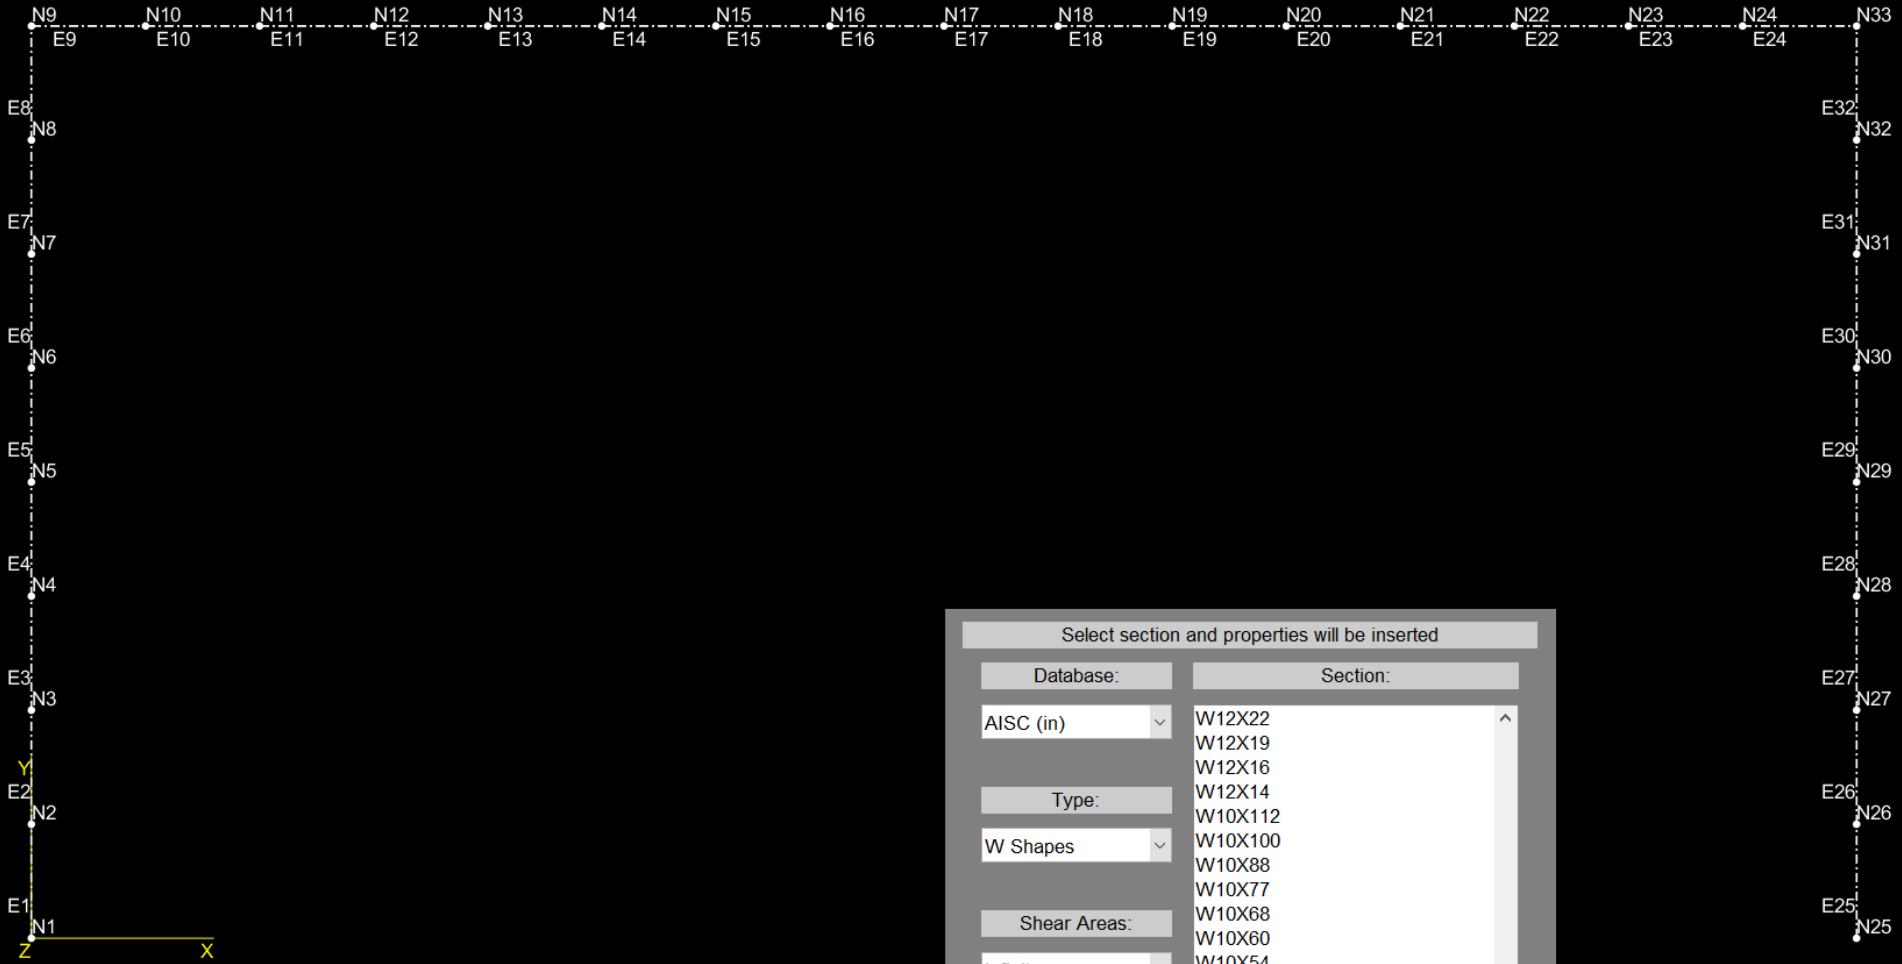 N9 N10 N11 N12 N13 N14 N15 N16 N17 N18 N19 N20 N21 N22 N23 N24 N33
E9 E10 E11 E12 E13 E14 E15 E16 E17 E18 E19 E20 E21 E22 E23 E24
E8 E32
N8 N32
E7 E31
N7 N31
E6 E30
N6 N30
E5 E29
N5 N29
E4 E28
N4 N28
Select section and properties will be inserted
Database: Section:
E3 E27
N3 N27
AISC (in) W12X22
W12X19
Y W12X16
E2 W12X14 E26
Type:
N2 W10X112 N26
W10X100
W Shapes
W10X88
W10X77
E1 E25
W10X68
Shear Areas:
N1 N25
W10X60
Z X
W10X54